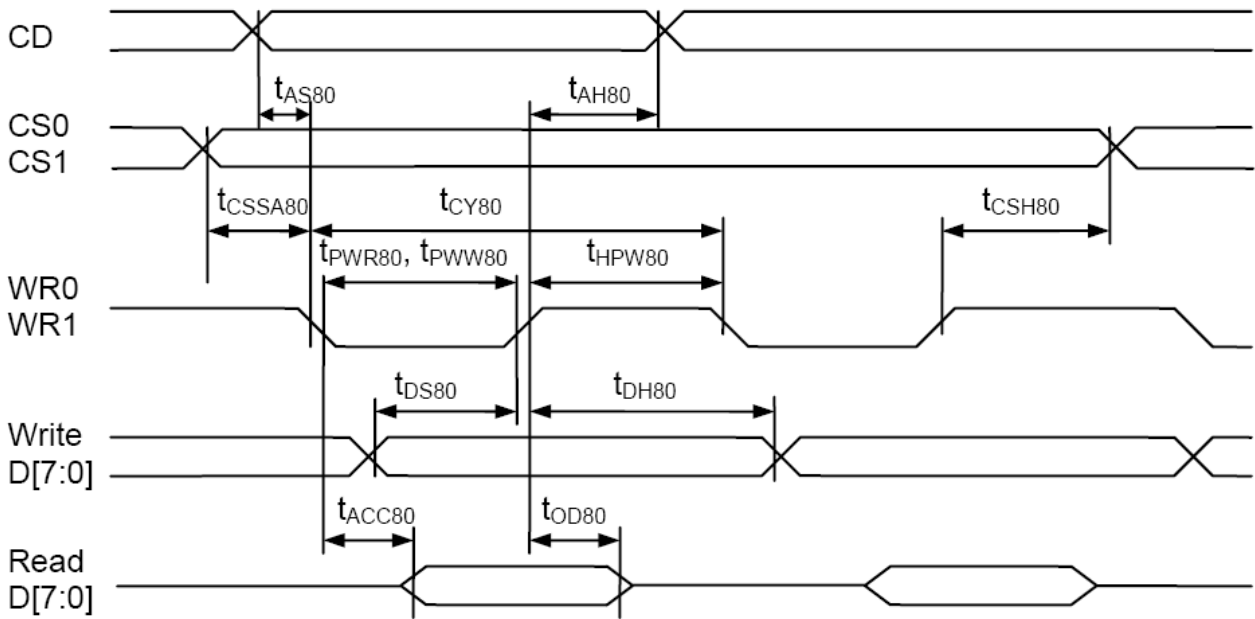 CD
tAS80
tAH80
CS0
CS1
tCSSA80
tCY80
tCSH80
tPWR80, tPWW80
tHPW80
WR0
WR1
tDS80
tDH80
Write
D[7:0]
tACC80
tOD80
Read
D[7:0]